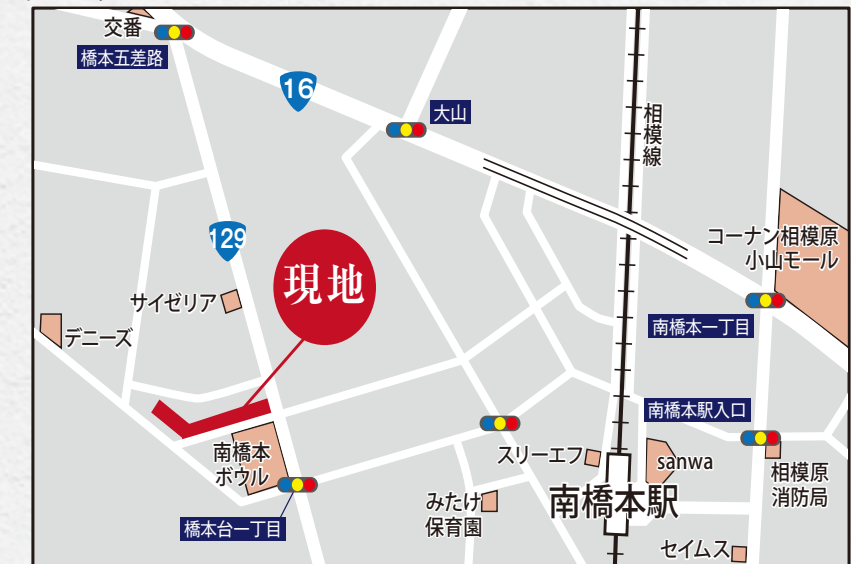 交番
橋本五差路
16
大山
相模線
129
現地
コーナン相模原
小山モール
サイゼリア
デニーズ
南橋本一丁目
南橋本駅入口
南橋本
ボウル
スリーエフ
sanwa
相模原
消防局
みたけ
保育園
南橋本駅
橋本台一丁目
セイムス